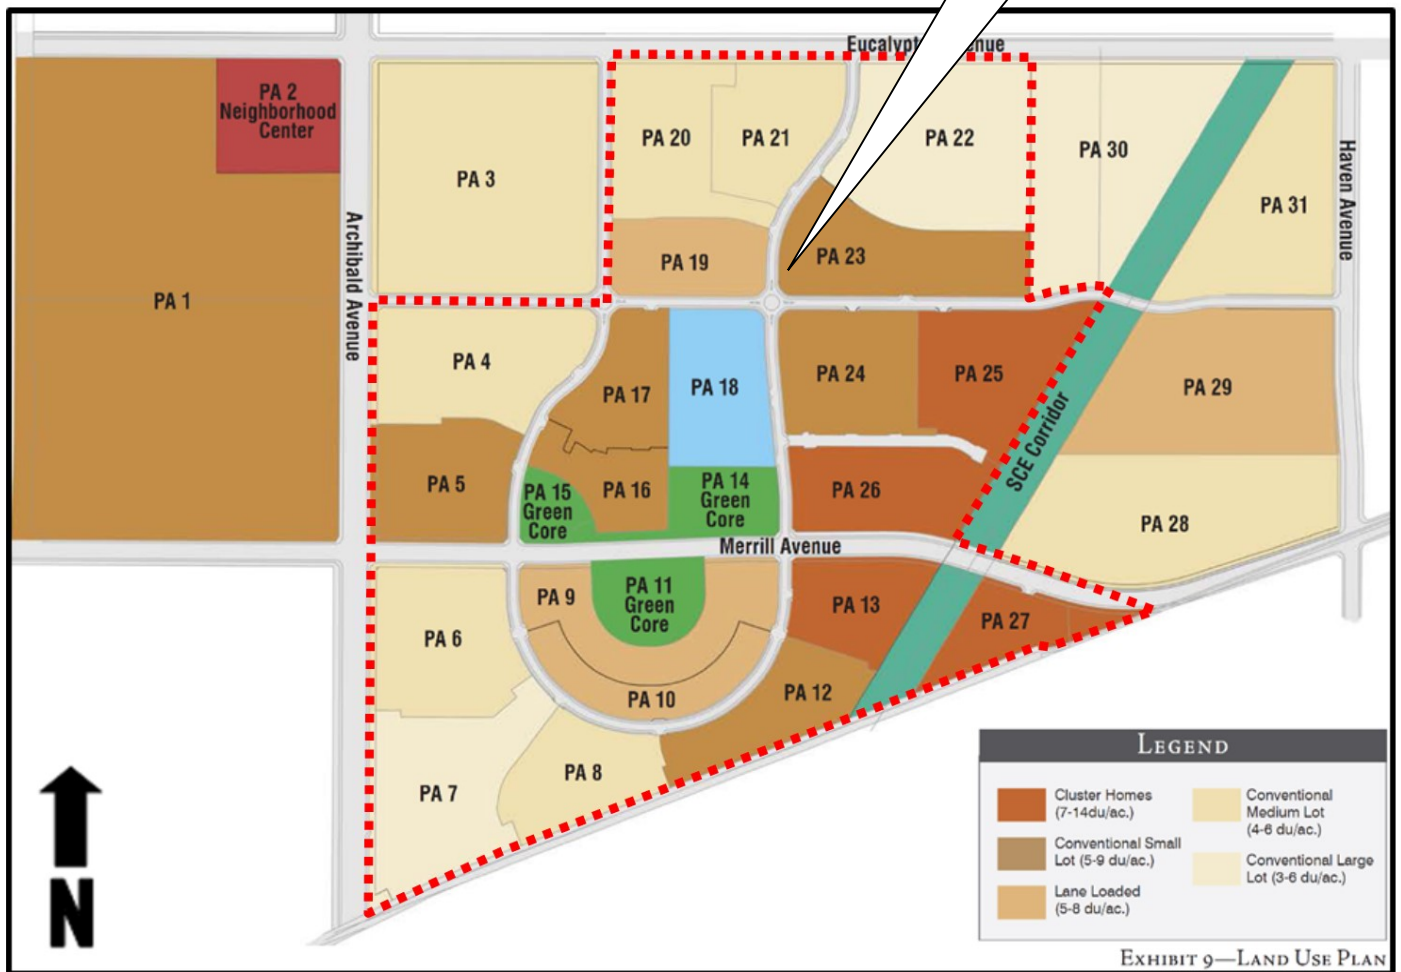 Eucalypt enue
PA 2
Neighborhood
Center
PA 20
PA 21
PA 22
PA 30
PA 3
Haven Avenue
PA 31
Archibald Avenue
PA 19
PA 23
PA 1
PA 4
PA 17
PA 18
PA 24
PA 25
PA 29
SCE Corridor
PA 5
PA 15
Green
Core
PA 16
PA 14
Green
Core
PA 26
PA 28
Merrill Avenue
PA 9
PA 11
Green
Core
PA 13
PA 27
PA 6
PA 10
PA 12
PA 7
PA 8
N
LEGEND
Cluster Homes
(7-14du/ac.)
Conventional Small
Lot (5-9 du/ac.)
Lane Loaded
(5-8 du/ac.)
Conventional
Medium Lot
(4-6 du/ac.)
Conventional Large
Lot (3-6 du/ac.)
EXHIBIT 9—LAND USE PLAN